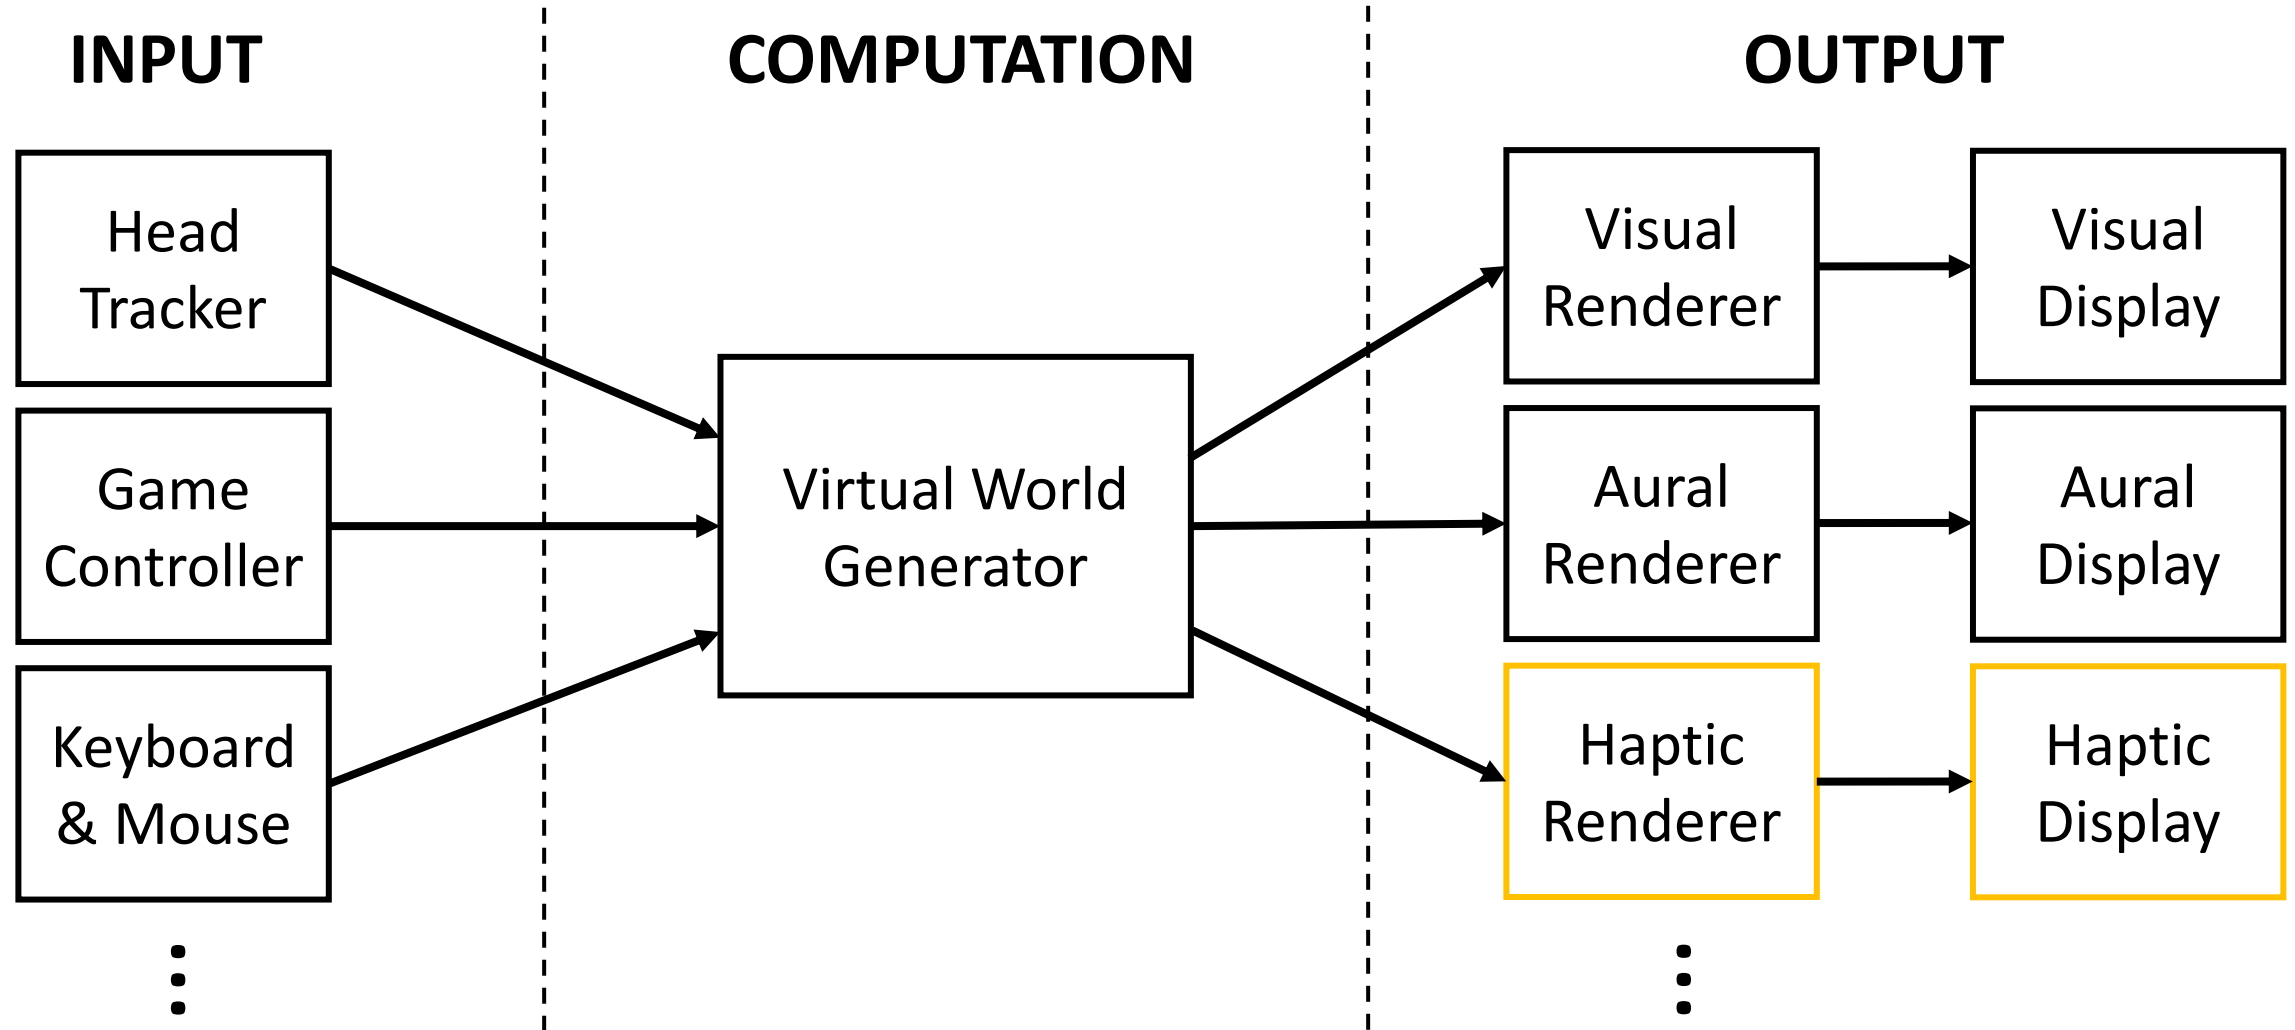 INPUT
COMPUTATION
OUTPUT
Head
Tracker
Game
Controller
Keyboard
& Mouse
Virtual World
Generator
Visual
Renderer
Visual
Display
Aural
Renderer
Aural
Display
Haptic
Renderer
Haptic
Display